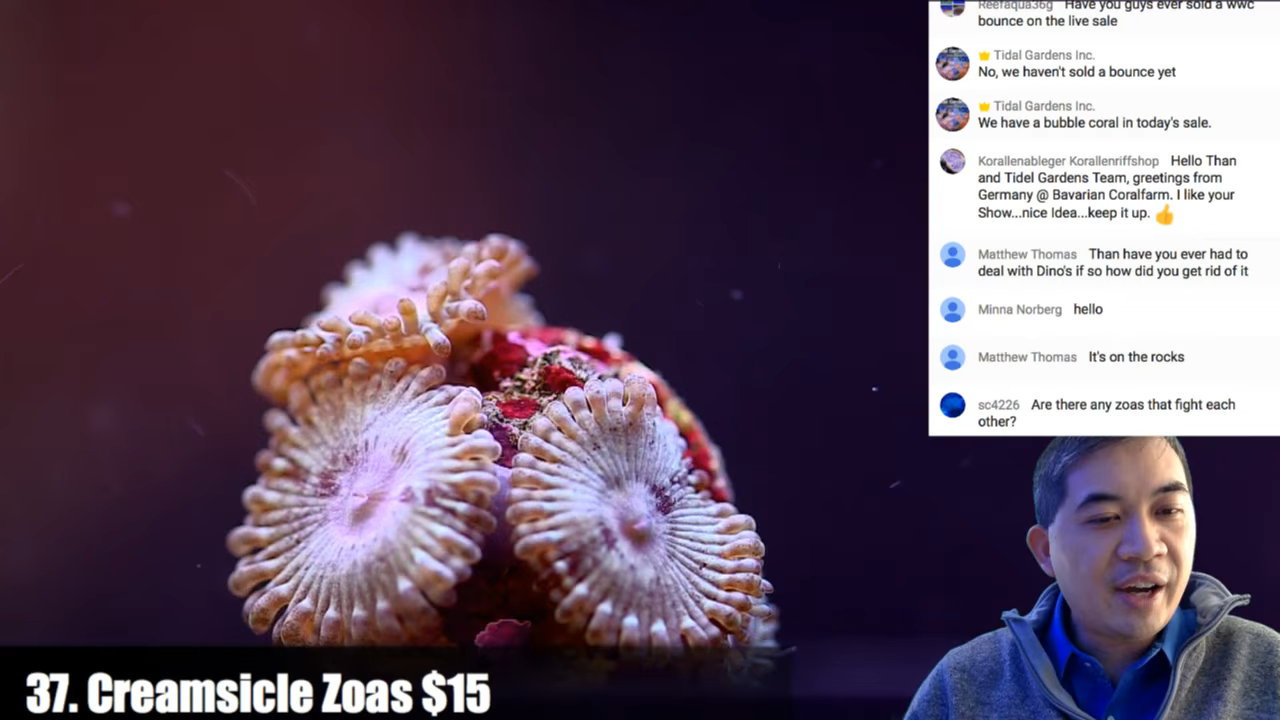 Reefaqua36g Have you guys ever sold a wwc
bounce on the live sale
Tidal Gardens Inc.
No, we haven't sold a bounce yet
Tidal Gardens Inc.
We have a bubble coral in today's sale.
Korallenableger Korallenriffshop Hello Than
and Tidel Gardens Team, greetings from
Germany @ Bavarian Coralfarm. I like your
Show...nice Idea...keep it up. 👍
Matthew Thomas Than have you ever had to
deal with Dino's if so how did you get rid of it
Minna Norberg hello
Matthew Thomas It's on the rocks
sc4226 Are there any zoas that fight each
other?
37. Creamsicle Zoas $15